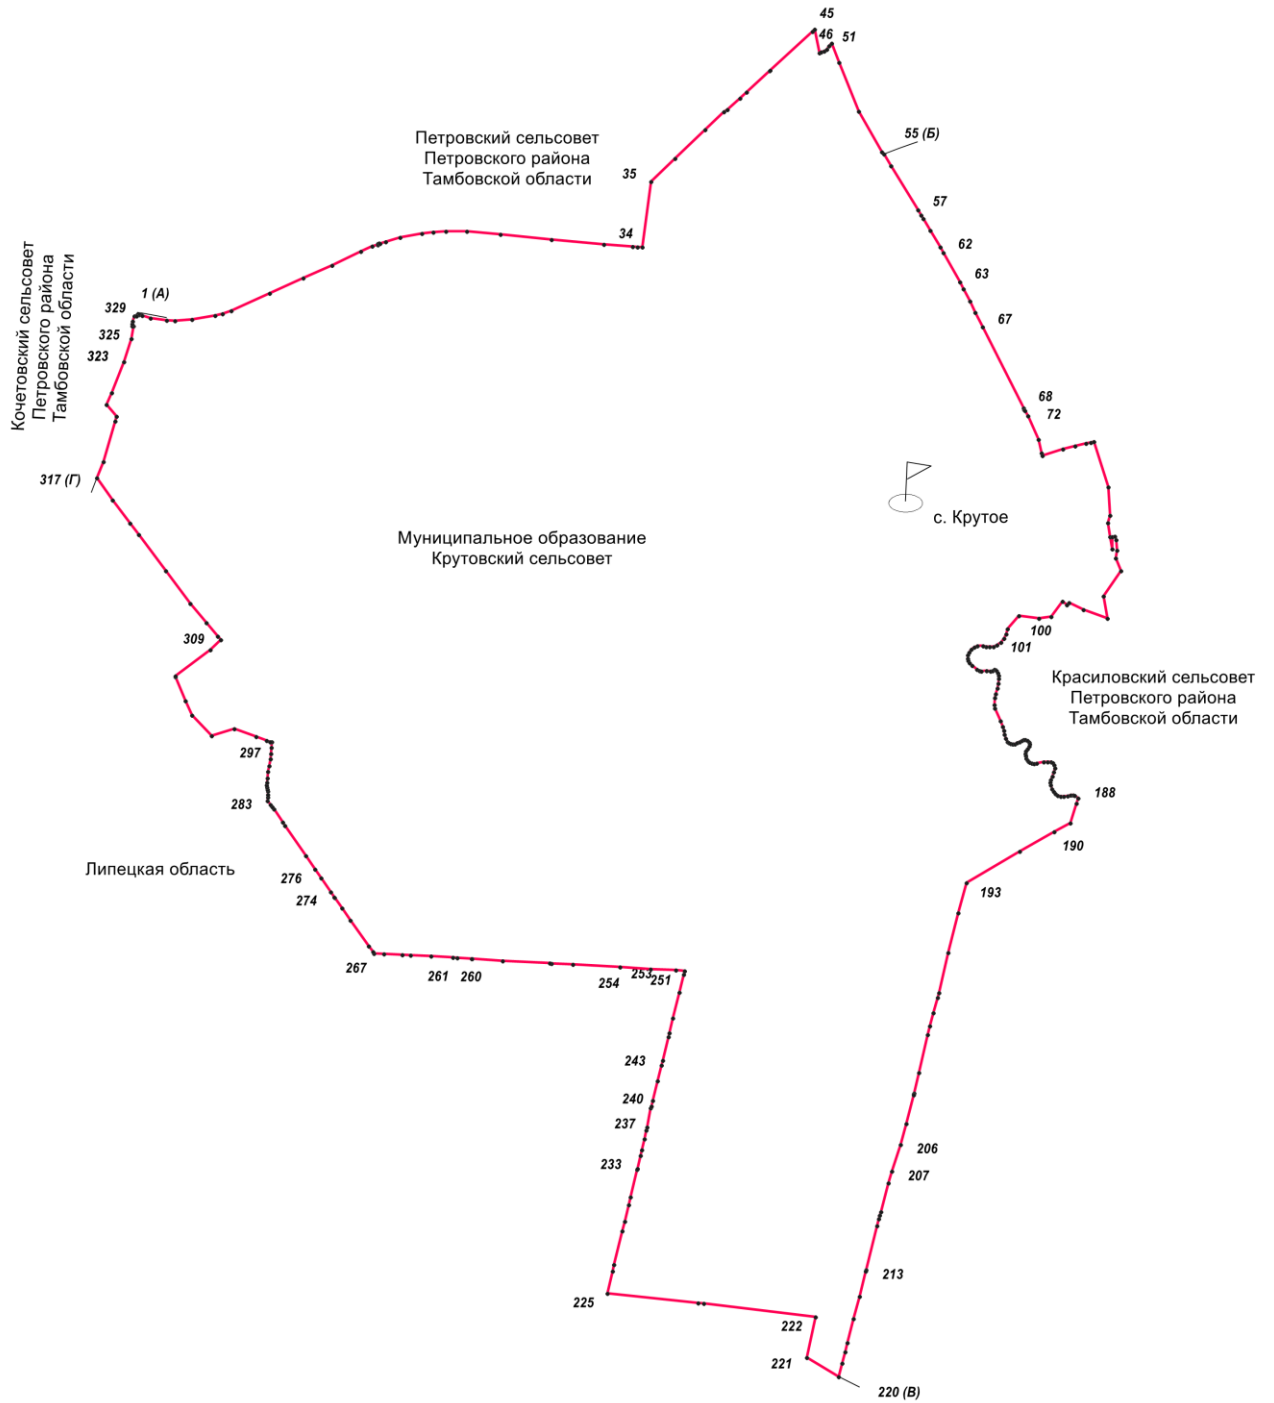 45
46
51
55 (Б)
Петровский сельсовет
Петровского района
Тамбовской области
35
57
34
62
63
Кочетовский сельсовет
Петровского района
Тамбовской области
1 (А)
329
325
323
67
68
72
317 (Г)
с. Крутое
Муниципальное образование
Крутовский сельсовет
309
100
101
Красиловский сельсовет
Петровского района
Тамбовской области
297
283
188
190
Липецкая область
276
274
193
267
261
260
254
253
251
243
240
237
233
206
207
213
225
222
221
220 (В)